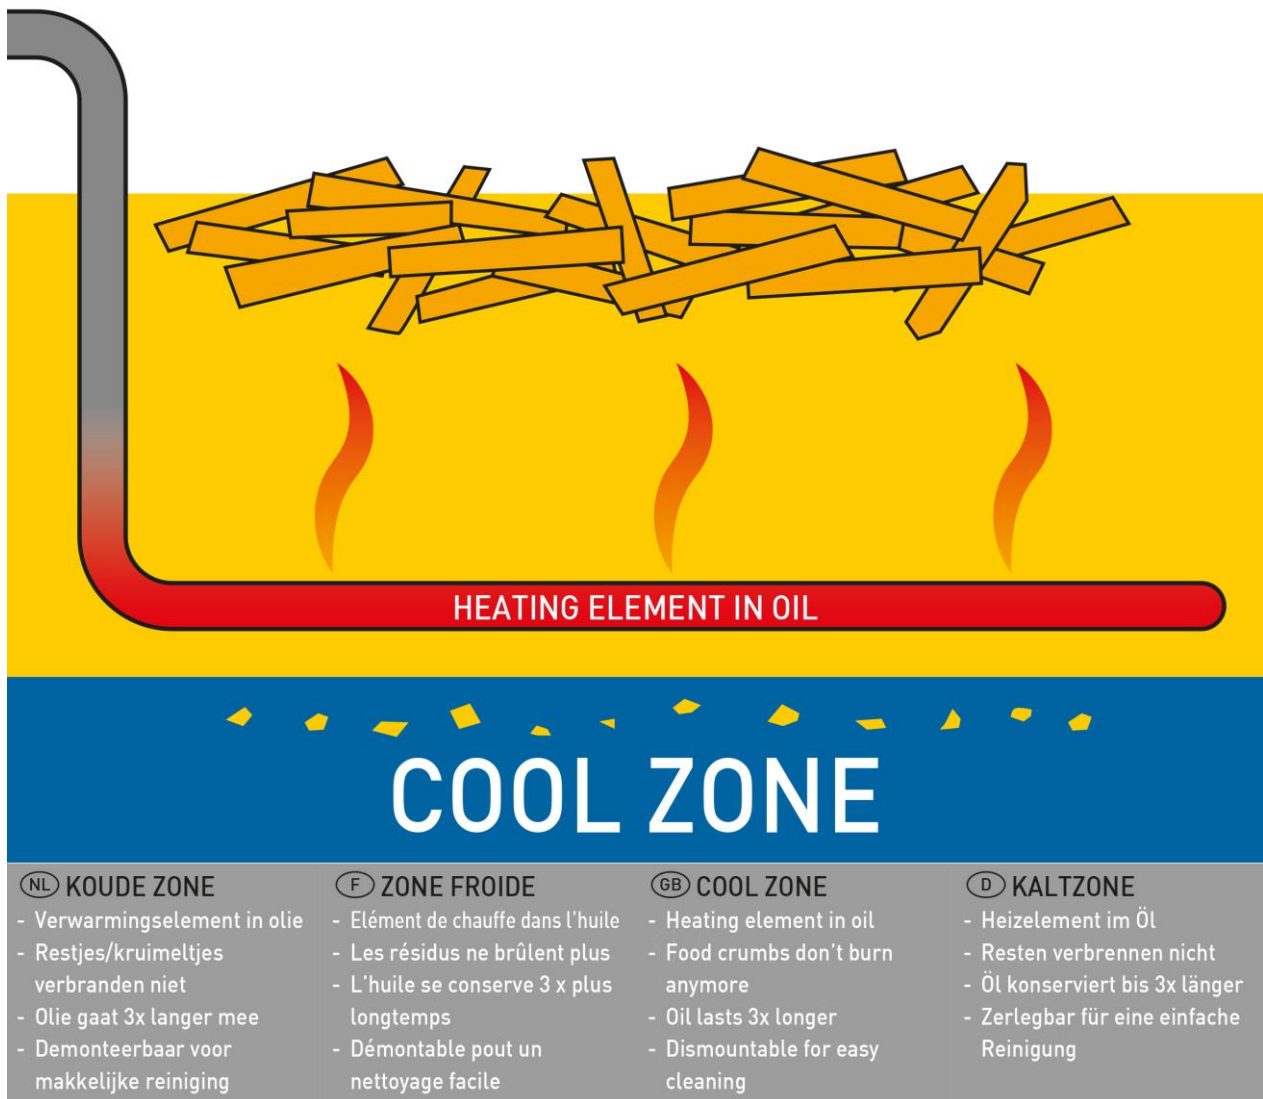 HEATING ELEMENT IN OIL
COOL ZONE
NL KOUDE ZONE
- Verwarmingselement in olie
- Restjes/kruimeltjes
verbranden niet
- Olie gaat 3x langer mee
- Demonteerbaar voor
makkelijke reiniging
F ZONE FROIDE
- Elément de chauffe dans l'huile
- Les résidus ne brûlent plus
- L'huile se conserve 3 x plus
longtemps
- Démontable pout un
nettoyage facile
GB COOL ZONE
- Heating element in oil
- Food crumbs don't burn
anymore
- Oil lasts 3x longer
- Dismountable for easy
cleaning
D KALTZONE
- Heizelement im Öl
- Resten verbrennen nicht
- Öl konserviert bis 3x länger
- Zerlegbar für eine einfache
Reinigung